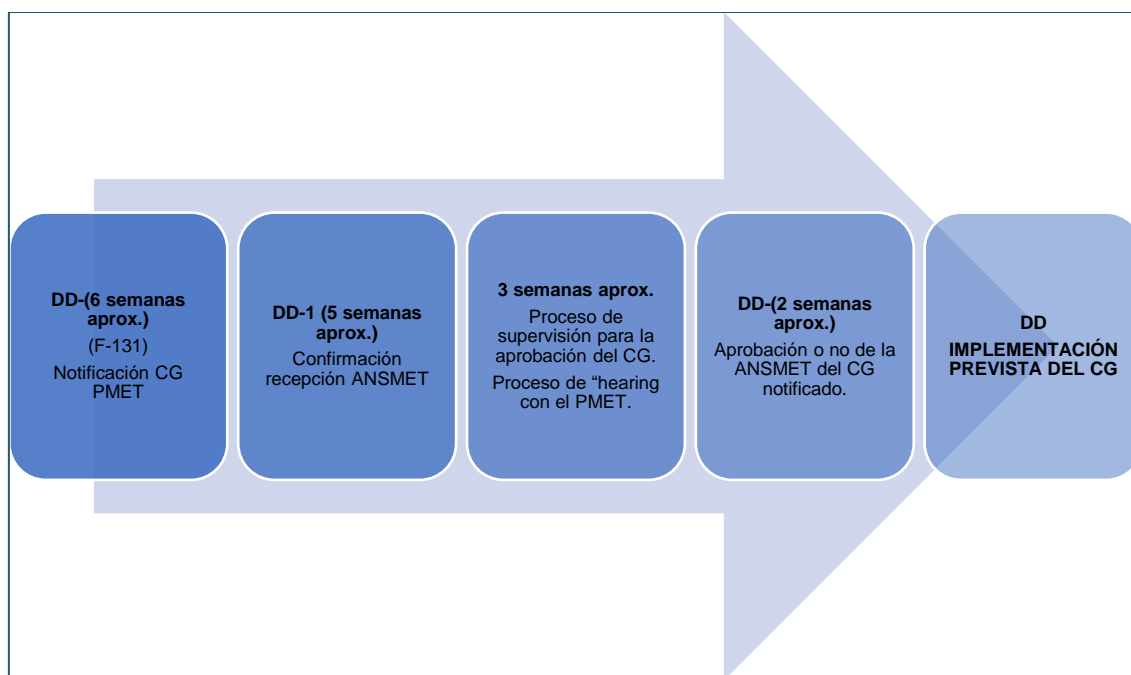 DD-(6 semanas
aprox.)
(F-131)
Notificación CG
PMET
DD-1 (5 semanas
aprox.)
Confirmación
recepción ANSMET
3 semanas aprox.
Proceso de
supervisión para la
aprobación del CG.
Proceso de “hearing
con el PMET.
DD-(2 semanas
aprox.)
Aprobación o no de la
ANSMET del CG
notificado.
DD
IMPLEMENTACIÓN
PREVISTA DEL CG